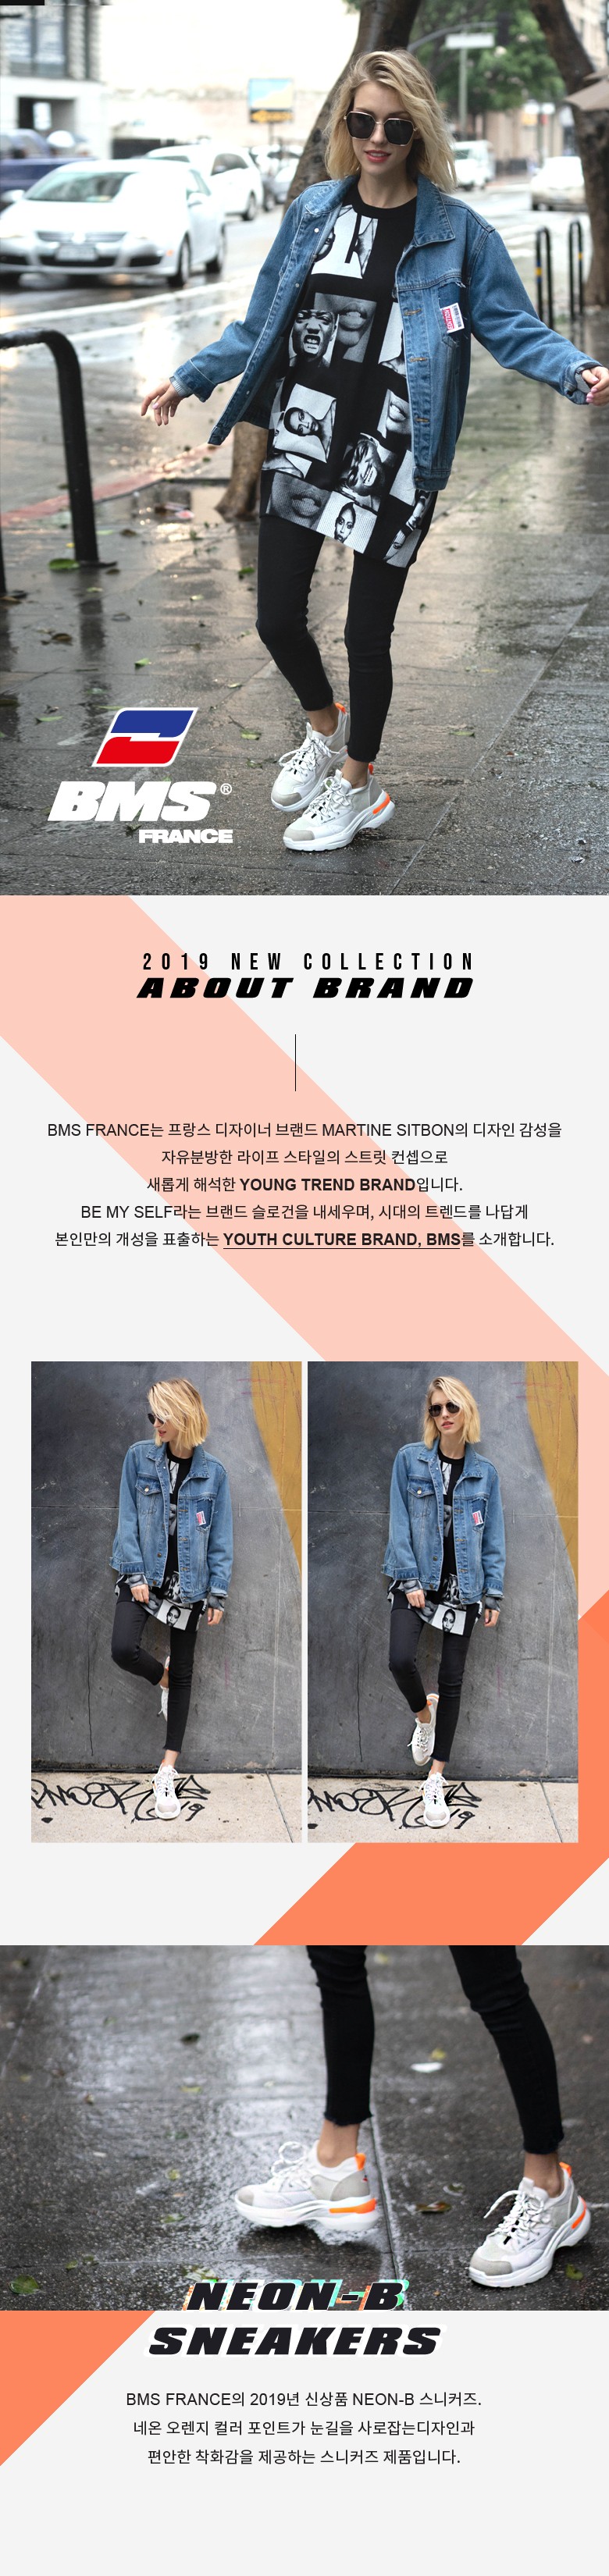 BMS®
FRANCE
2019 NEW COLLECTION
ABOUT BRAND
BMS FRANCE는 프랑스 디자이너 브랜드 MARTINE SITBON의 디자인 감성을
자유분방한 라이프 스타일의 스트릿 컨셉으로
새롭게 해석한 YOUNG TREND BRAND입니다.
BE MY SELF라는 브랜드 슬로건을 내세우며, 시대의 트렌드를 나답게
본인만의 개성을 표출하는 YOUTH CULTURE BRAND, BMS를 소개합니다.
NEON-B
SNEAKERS
BMS FRANCE의 2019년 신상품 NEON-B 스니커즈.
네온 오렌지 컬러 포인트가 눈길을 사로잡는디자인과
편안한 착화감을 제공하는 스니커즈 제품입니다.